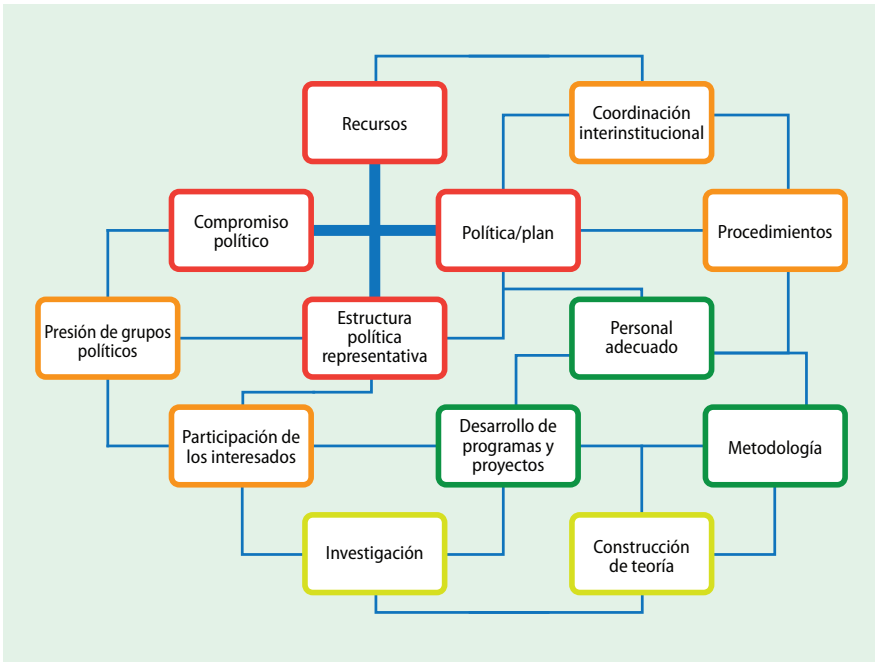 Recursos
Coordinación
interinstitucional
Compromiso
político
Política/plan
Procedimientos
Presión de grupos
políticos
Estructura
política
representativa
Personal
adecuado
Participación de
los interesados
Desarrollo de
programas y
proyectos
Metodología
Investigación
Construcción
de teoría